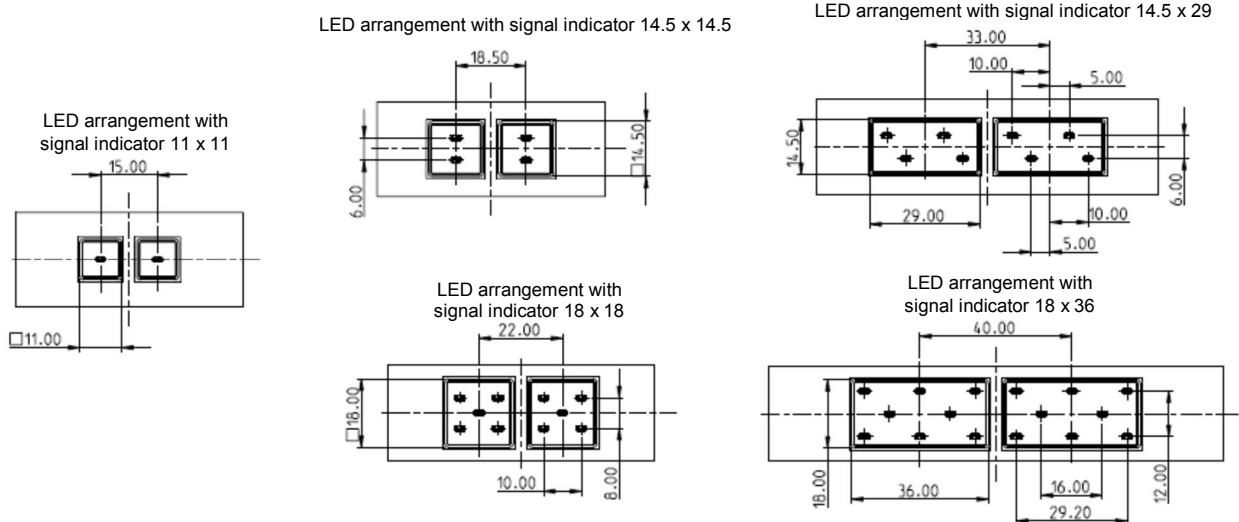 LED arrangement with
signal indicator 11 x 11
15.00
□11.00
LED arrangement with signal indicator 14.5 x 14.5
18.50
6.00
□14.50
LED arrangement with signal indicator 14.5 x 29
33.00
10.00
5.00
14.50
6.00
29.00
10.00
5.00
LED arrangement with
signal indicator 18 x 18
22.00
□18.00
10.00
8.00
LED arrangement with
signal indicator 18 x 36
40.00
18.00
12.00
36.00
16.00
29.20